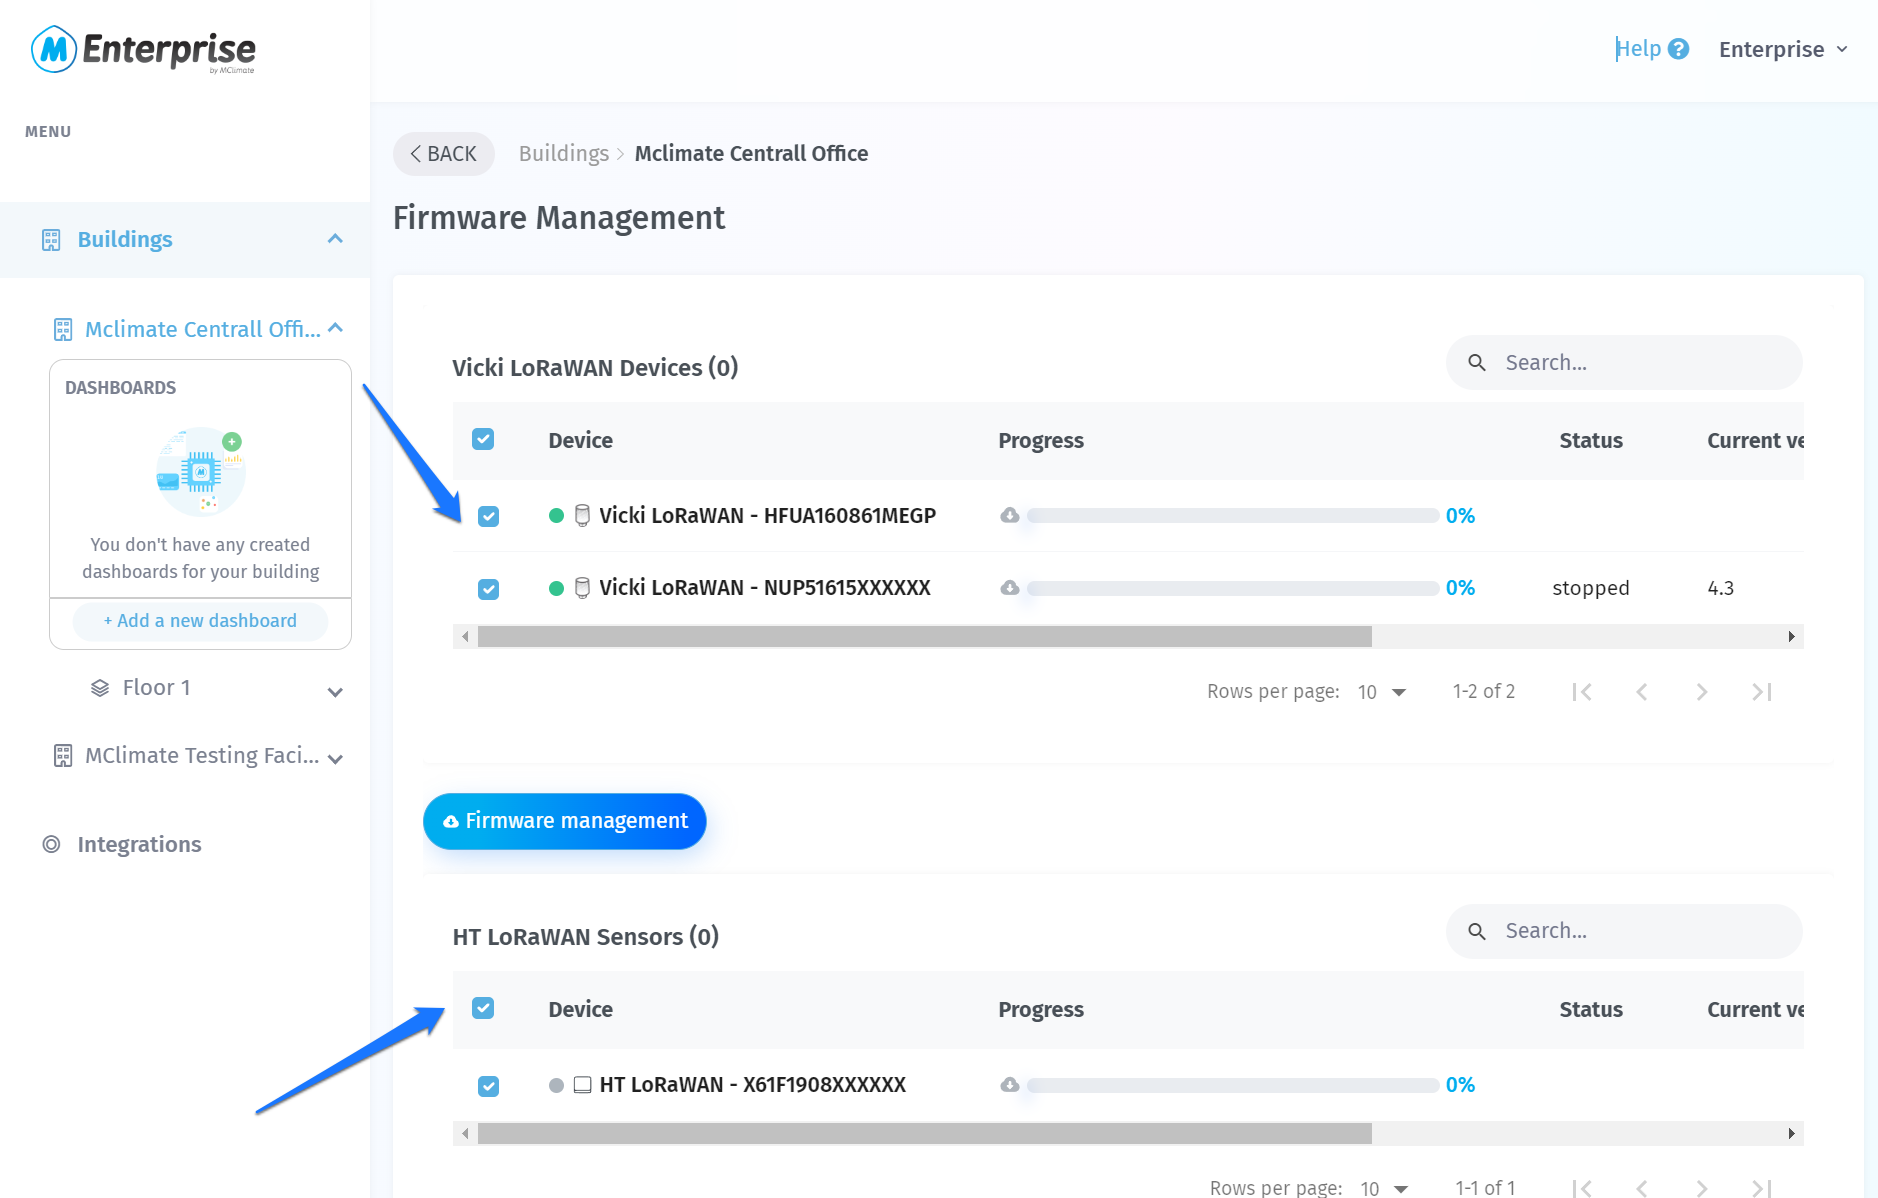 Enterprise
by MClimate
Help
Enterprise
MENU
BACK
Buildings
Mclimate Centrall Office
Firmware Management
Buildings
Mclimate Centrall Offi...
DASHBOARDS
You don't have any created
dashboards for your building
+ Add a new dashboard
Floor 1
MClimate Testing Faci...
Integrations
Vicki LoRaWAN Devices (0)
Search...
Device Progress Status Current ve
Vicki LoRaWAN - HFUA160861MEGP 0%
Vicki LoRaWAN - NUP51615XXXXXX 0% stopped 4.3
Rows per page: 10 1-2 of 2
Firmware management
HT LoRaWAN Sensors (0)
Search...
Device Progress Status Current ve
HT LoRaWAN - X61F1908XXXXXX 0%
Rows per page: 10 1-1 of 1